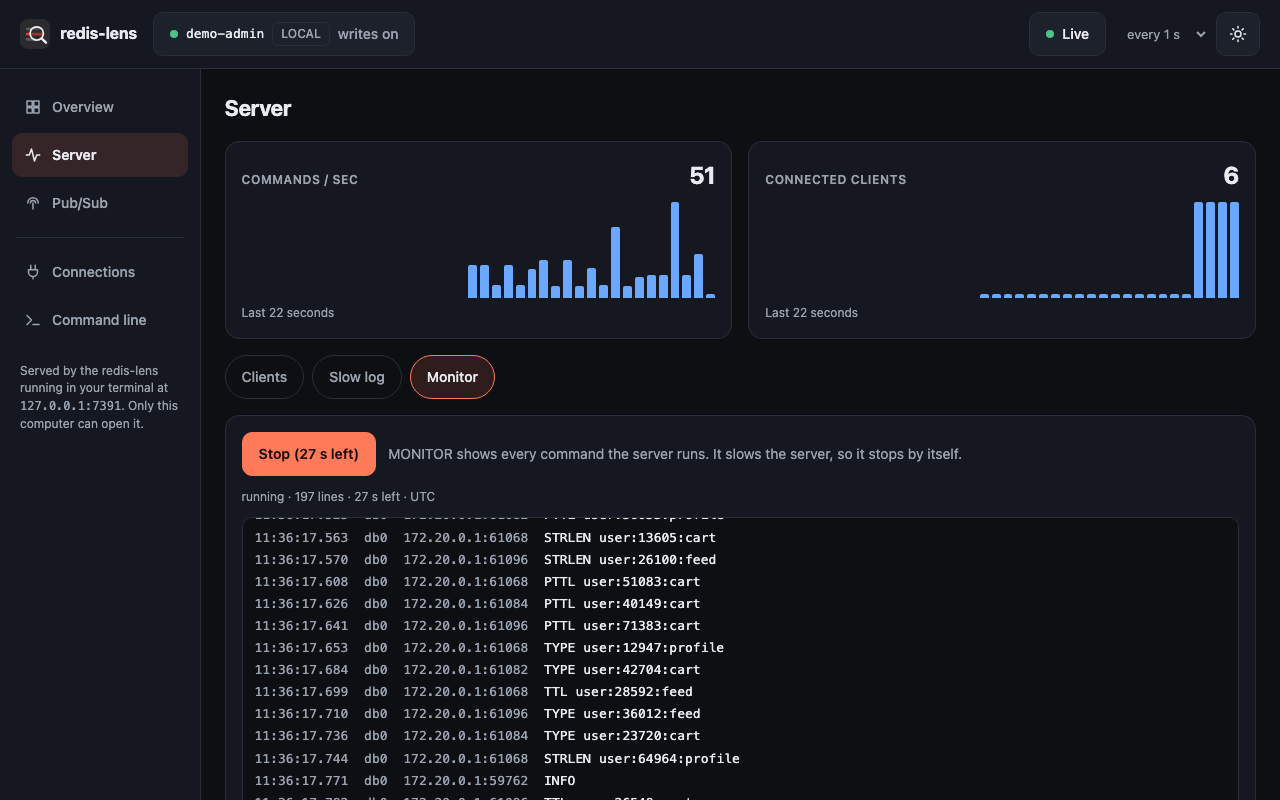 redis-lens
demo-admin LOCAL writes on
Live
every 1 s
Overview
Server
Pub/Sub
Connections
Command line
Served by the redis-lens
running in your terminal at
127.0.0.1:7391. Only this
computer can open it.
Server
COMMANDS / SEC 51
Last 22 seconds
CONNECTED CLIENTS 6
Last 22 seconds
Clients
Slow log
Monitor
Stop (27 s left) MONITOR shows every command the server runs. It slows the server, so it stops by itself.
running · 197 lines · 27 s left · UTC
11:36:17.563 db0 172.20.0.1:61068 STRLEN user:13605:cart
11:36:17.570 db0 172.20.0.1:61096 STRLEN user:26100:feed
11:36:17.608 db0 172.20.0.1:61068 PTTL user:51083:cart
11:36:17.626 db0 172.20.0.1:61084 PTTL user:40149:cart
11:36:17.641 db0 172.20.0.1:61096 PTTL user:71383:cart
11:36:17.653 db0 172.20.0.1:61068 TYPE user:12947:profile
11:36:17.684 db0 172.20.0.1:61082 TYPE user:42704:cart
11:36:17.699 db0 172.20.0.1:61068 TTL user:28592:feed
11:36:17.710 db0 172.20.0.1:61096 TYPE user:36012:feed
11:36:17.736 db0 172.20.0.1:61084 TYPE user:23720:cart
11:36:17.744 db0 172.20.0.1:61068 STRLEN user:64964:profile
11:36:17.771 db0 172.20.0.1:59762 INFO